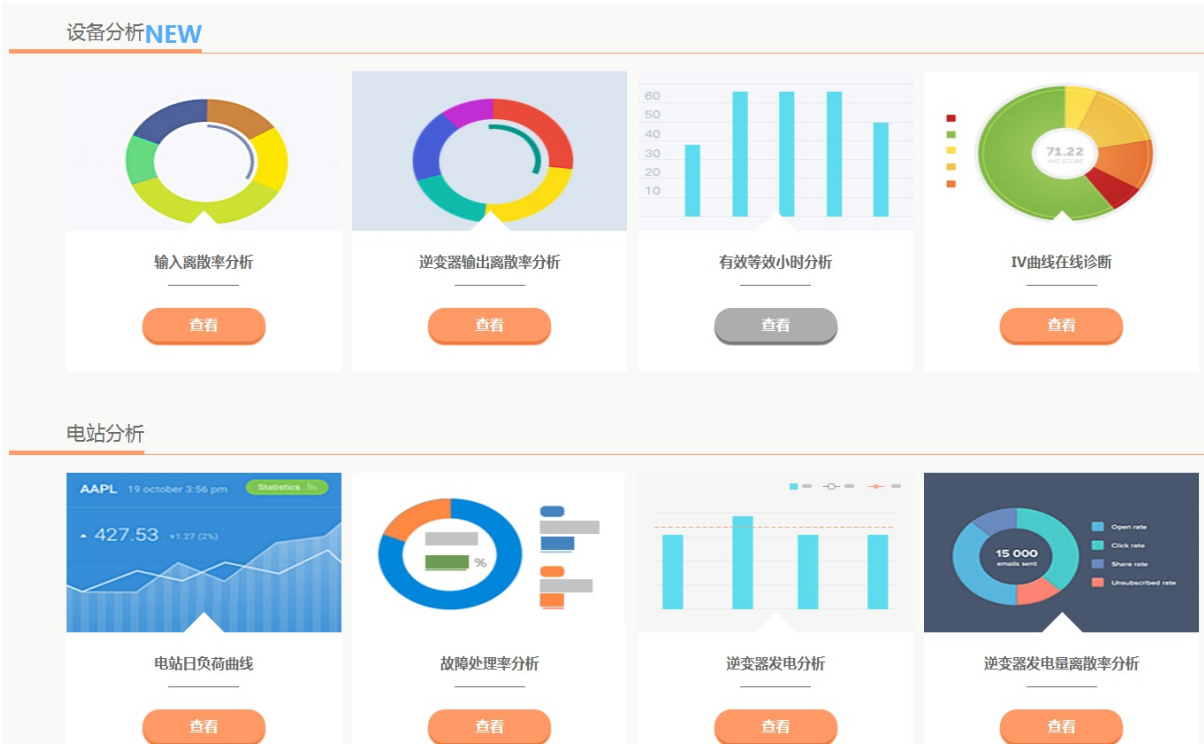 设备分析NEW
60
50
40
30
20
10
71.22
AVG SCORE
输入离散率分析
逆变器输出离散率分析
有效等效小时分析
IV曲线在线诊断
查看
查看
查看
查看
电站分析
AAPL 19 october 3:56 pm Statistics
427.53 +1.27 (2%)
%
15 000
emails sent
Open rate
Click rate
Share rate
Unsubscribed rate
电站日负荷曲线
故障处理率分析
逆变器发电分析
逆变器发电量离散率分析
查看
查看
查看
查看